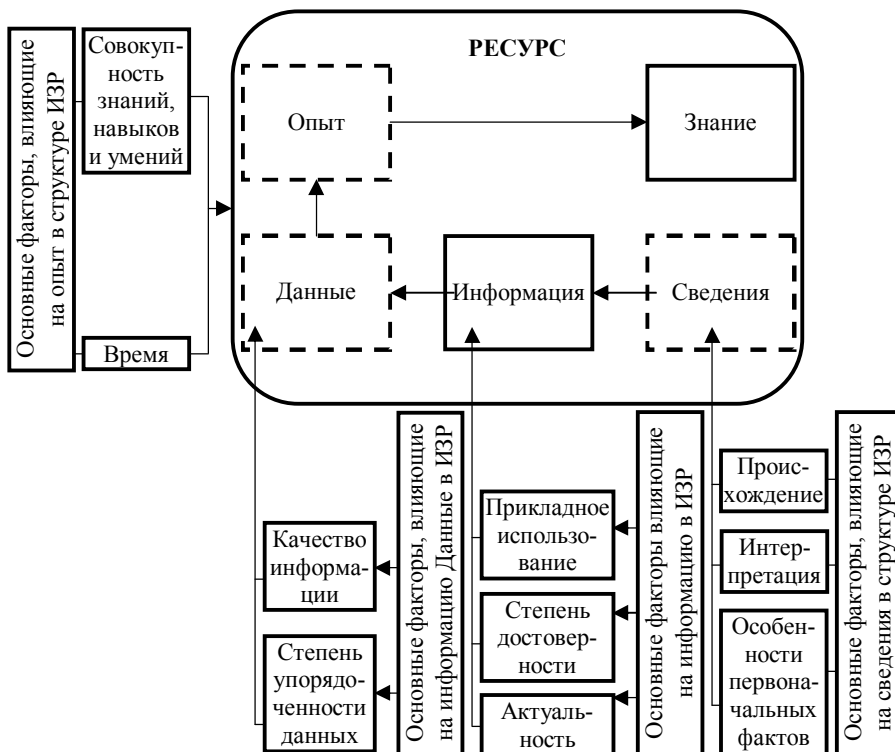 Основные факторы, влияющие
на опыт в структуре ИЗР
Совокуп-
ность
знаний,
навыков
и умений
Время
РЕСУРС
Опыт
Знание
Данные
Информация
Сведения
Качество
информа-
ции
Степень
упорядо-
ченности
данных
Основные факторы, влияющие
на информацию Данные в ИЗР
Прикладное
использо-
вание
Степень
достовер-
ности
Актуаль-
ность
Основные факторы влияющие
на информацию в ИЗР
Проис-
хождение
Интер-
претация
Особен-
ности
первона-
чальных
фактов
Основные факторы, влияющие
на сведения в структуре ИЗР